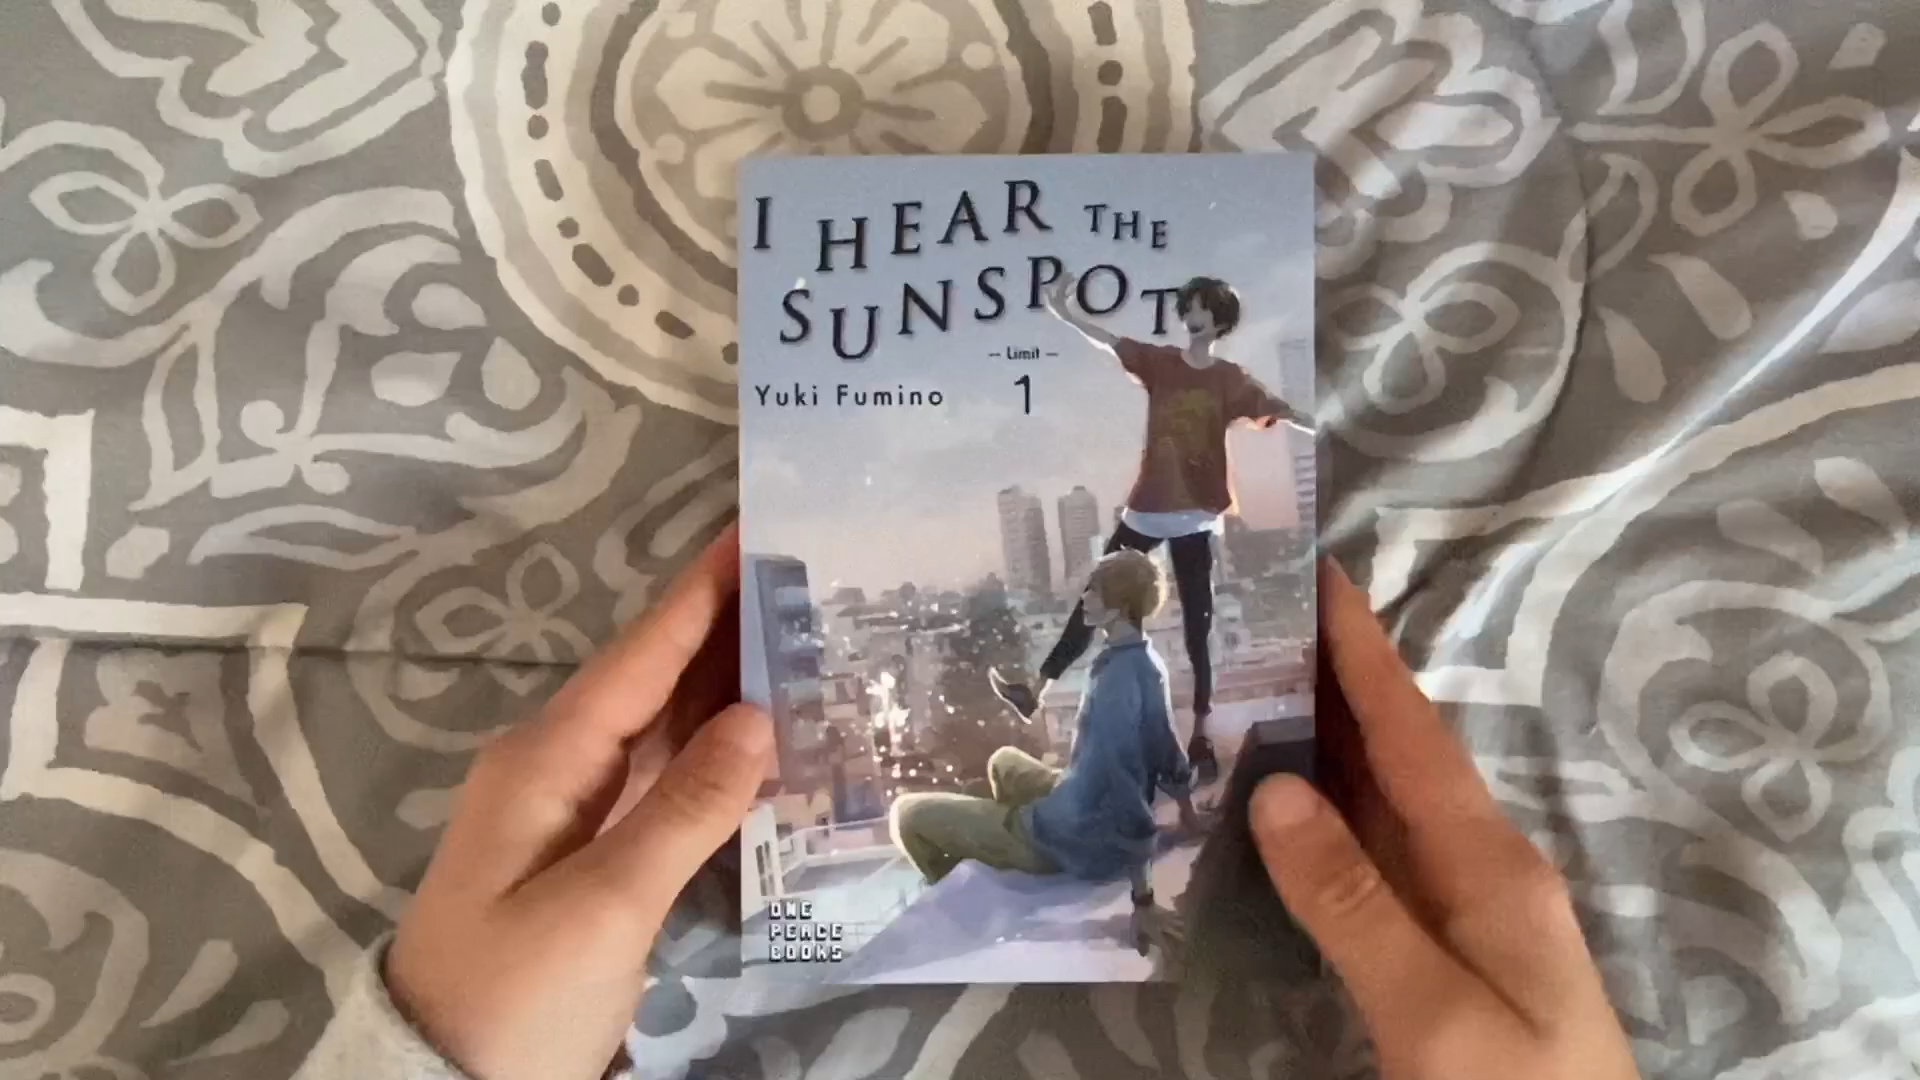 I HEAR THE
SUNSPOT
– Limit –
Yuki Fumino 1
ONE
PEACE
BOOKS